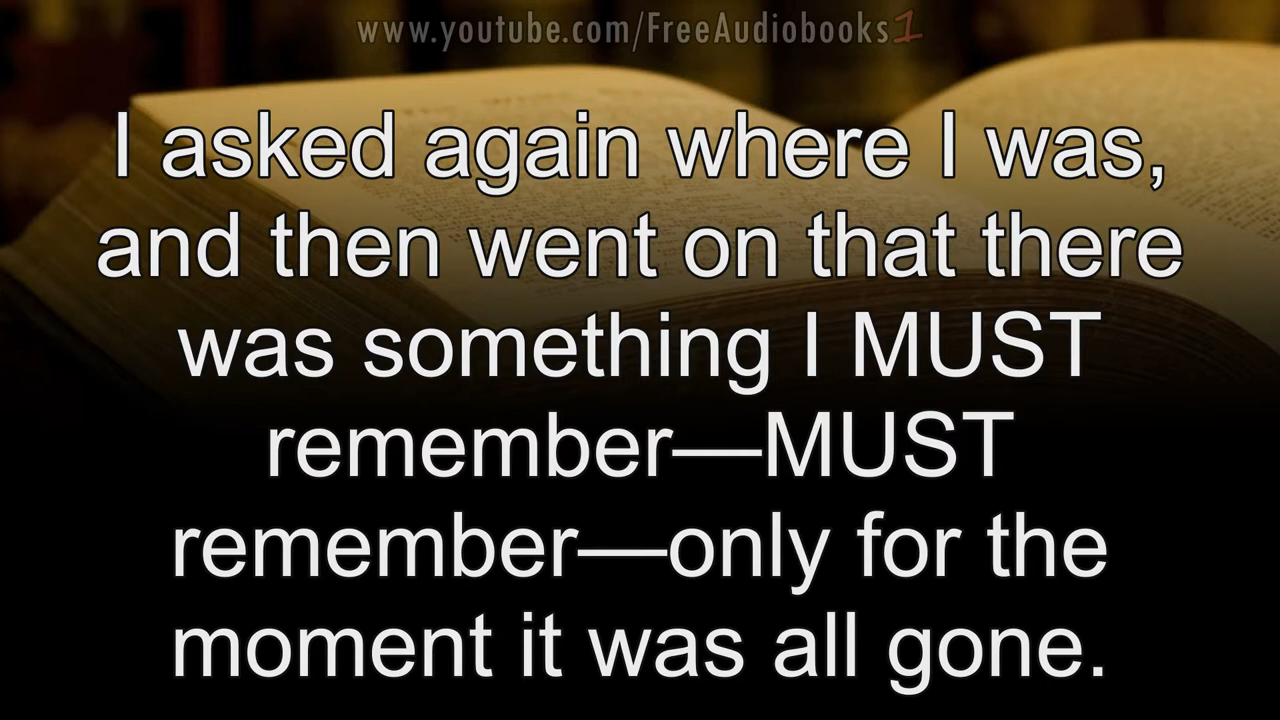 www.youtube.com/FreeAudiobooks1
I asked again where I was,
and then went on that there
was something I MUST
remember—MUST
remember—only for the
moment it was all gone.